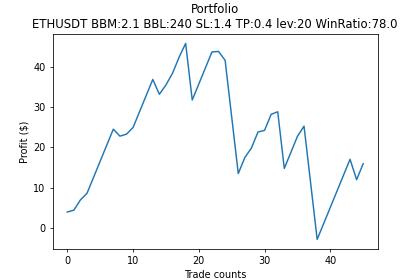 Portfolio
ETHUSDT BBM:2.1 BBL:240 SL:1.4 TP:0.4 lev:20 WinRatio:78.0
40
30
20
10
0
Profit ($)
0
10
20
30
40
Trade counts